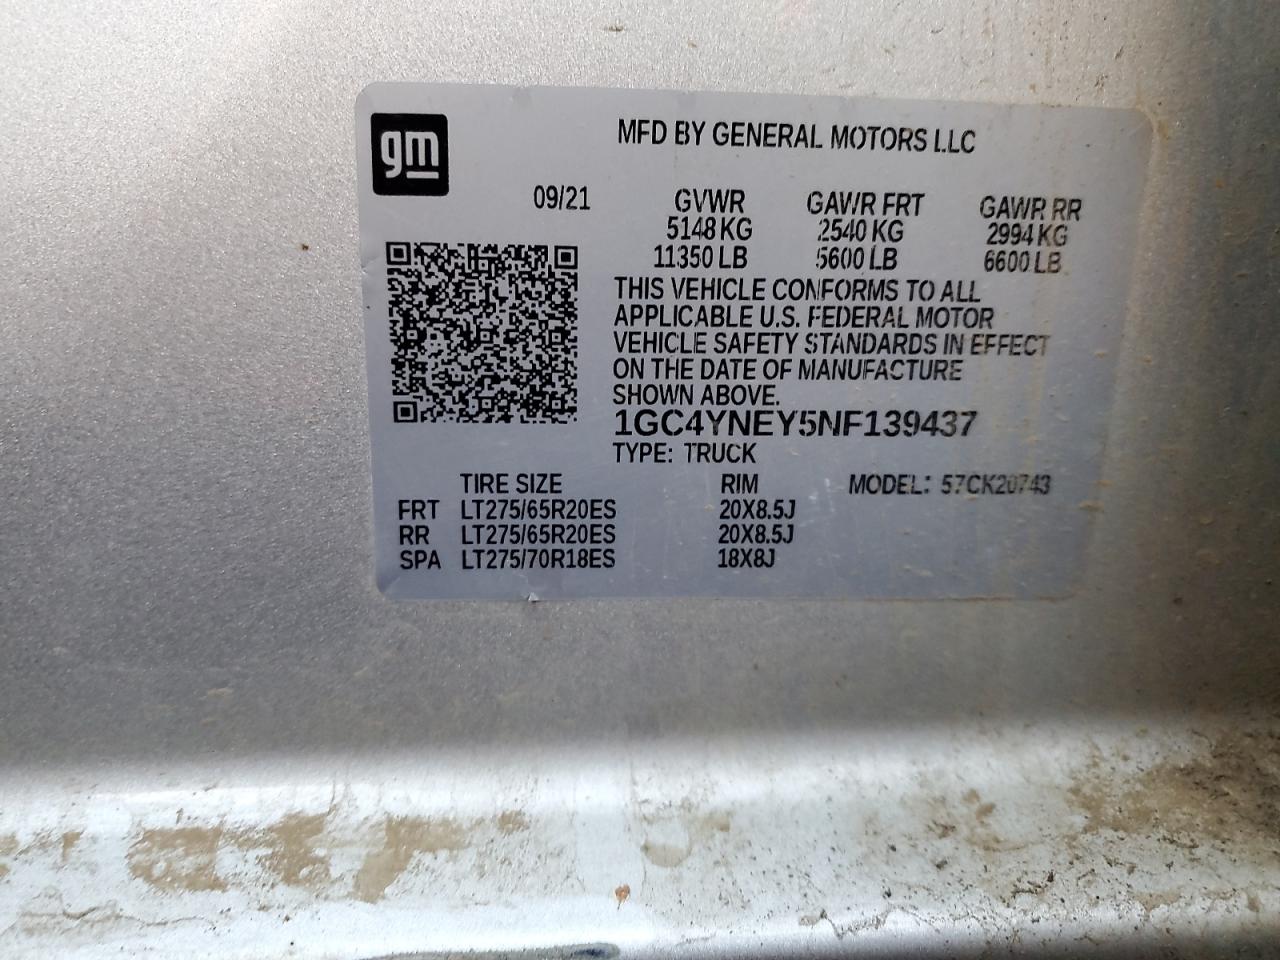 gm
MFD BY GENERAL MOTORS LLC
09/21 GVWR GAWR FRT GAWR RR
5148 KG 2540 KG 2994 KG
11350 LB 5600 LB 6600 LB
THIS VEHICLE CONFORMS TO ALL
APPLICABLE U.S. FEDERAL MOTOR
VEHICLE SAFETY STANDARDS IN EFFECT
ON THE DATE OF MANUFACTURE
SHOWN ABOVE.
1GC4YNEY5NF139437
TYPE: TRUCK
TIRE SIZE RIM MODEL: 57CK20743
FRT LT275/65R20ES 20X8.5J
RR LT275/65R20ES 20X8.5J
SPA LT275/70R18ES 18X8J